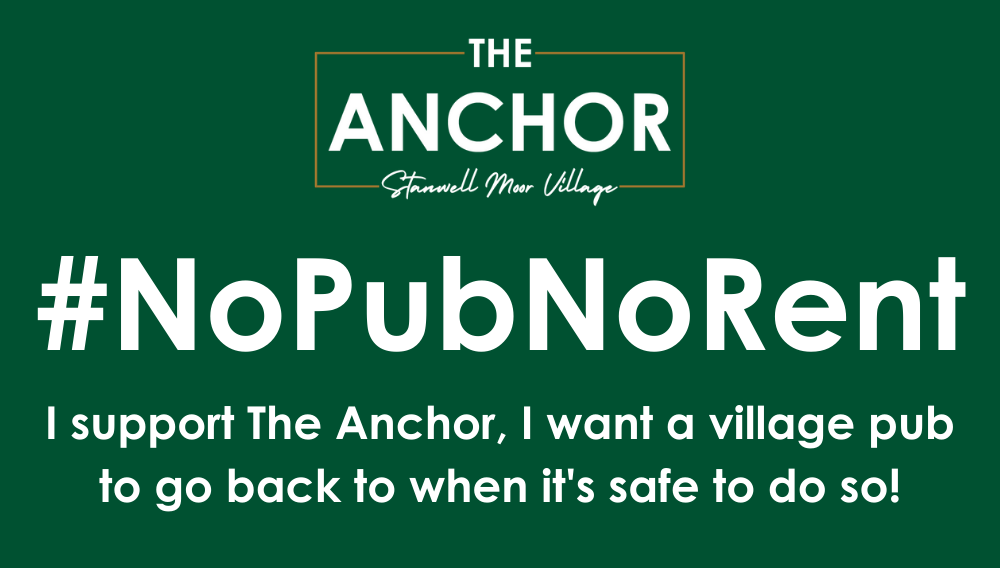 THE
ANCHOR
Stanwell Moor Village
#NoPubNoRent
I support The Anchor, I want a village pub
to go back to when it's safe to do so!